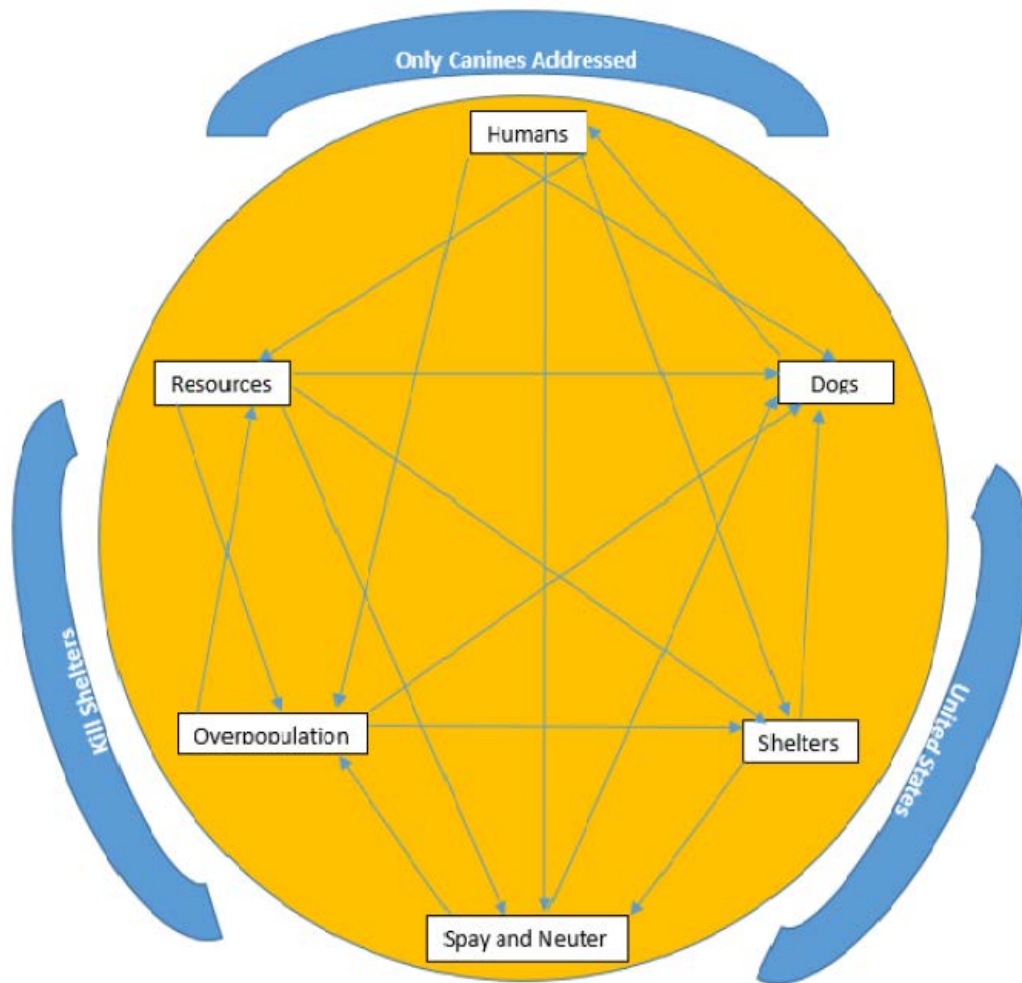 Only Canines Addressed
Humans
Resources
Dogs
Kill Shelters
United States
Overpopulation
Shelters
Spay and Neuter